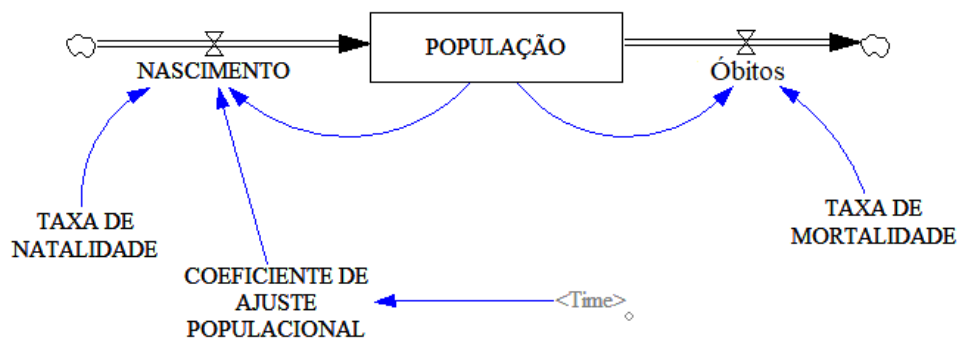 POPULAÇÃO
NASCIMENTO
Óbitos
TAXA DE
NATALIDADE
TAXA DE
MORTALIDADE
COEFICIENTE DE
AJUSTE
POPULACIONAL
<Time>